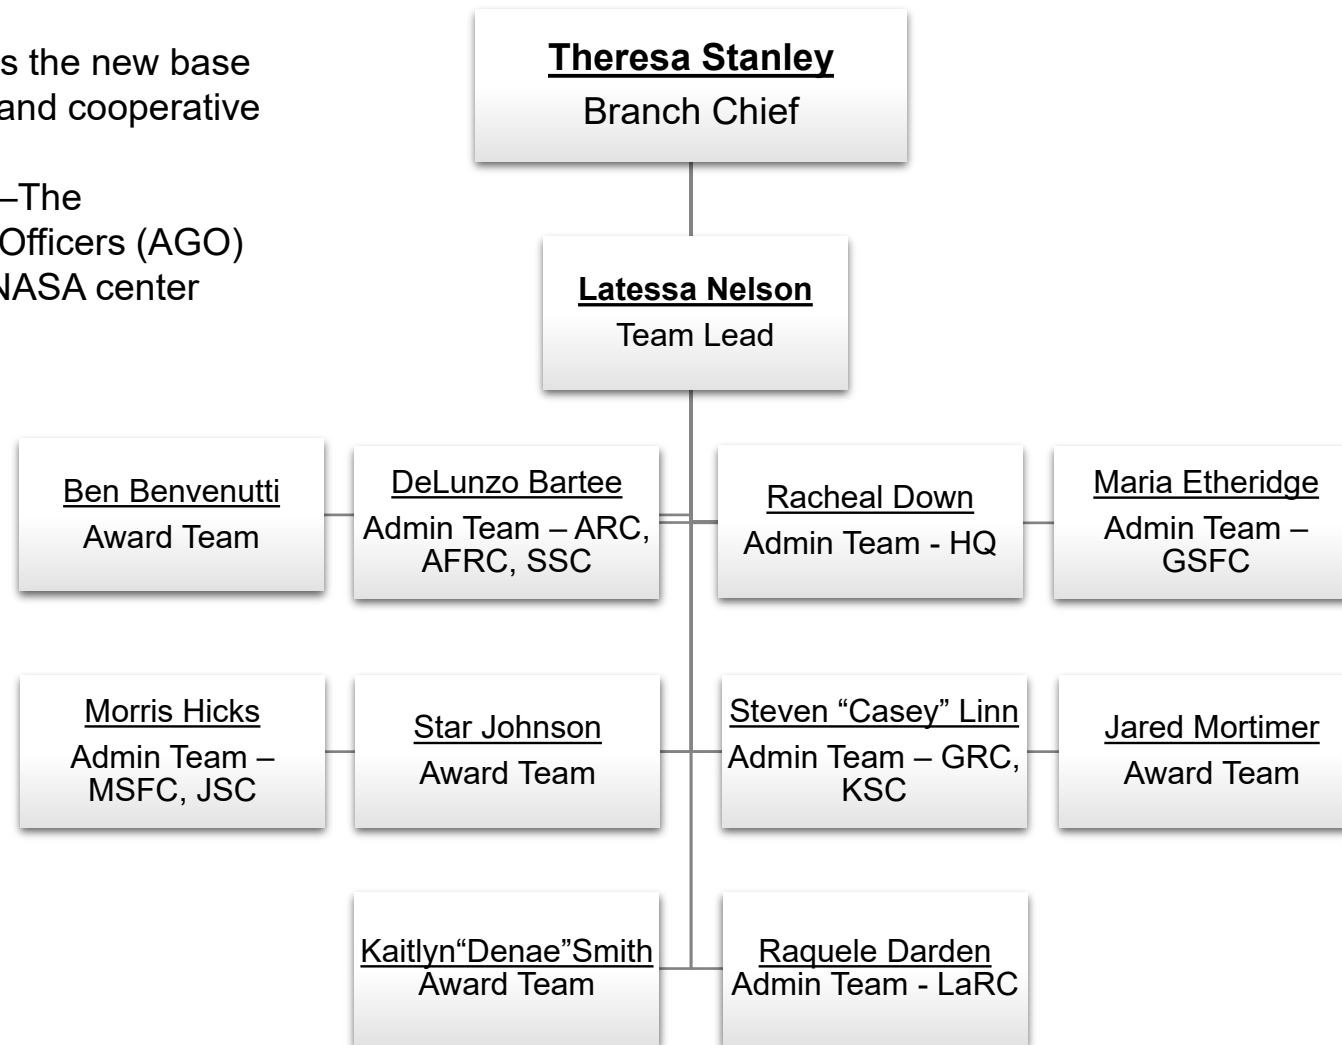 s the new base
and cooperative
–The
Officers (AGO)
NASA center
Theresa Stanley
Branch Chief
Latessa Nelson
Team Lead
Ben Benvenutti
Award Team
DeLunzo Bartee
Admin Team – ARC,
AFRC, SSC
Racheal Down
Admin Team - HQ
Maria Etheridge
Admin Team –
GSFC
Morris Hicks
Admin Team –
MSFC, JSC
Star Johnson
Award Team
Steven “Casey” Linn
Admin Team – GRC,
KSC
Jared Mortimer
Award Team
Kaitlyn“Denae”Smith
Award Team
Raquele Darden
Admin Team - LaRC